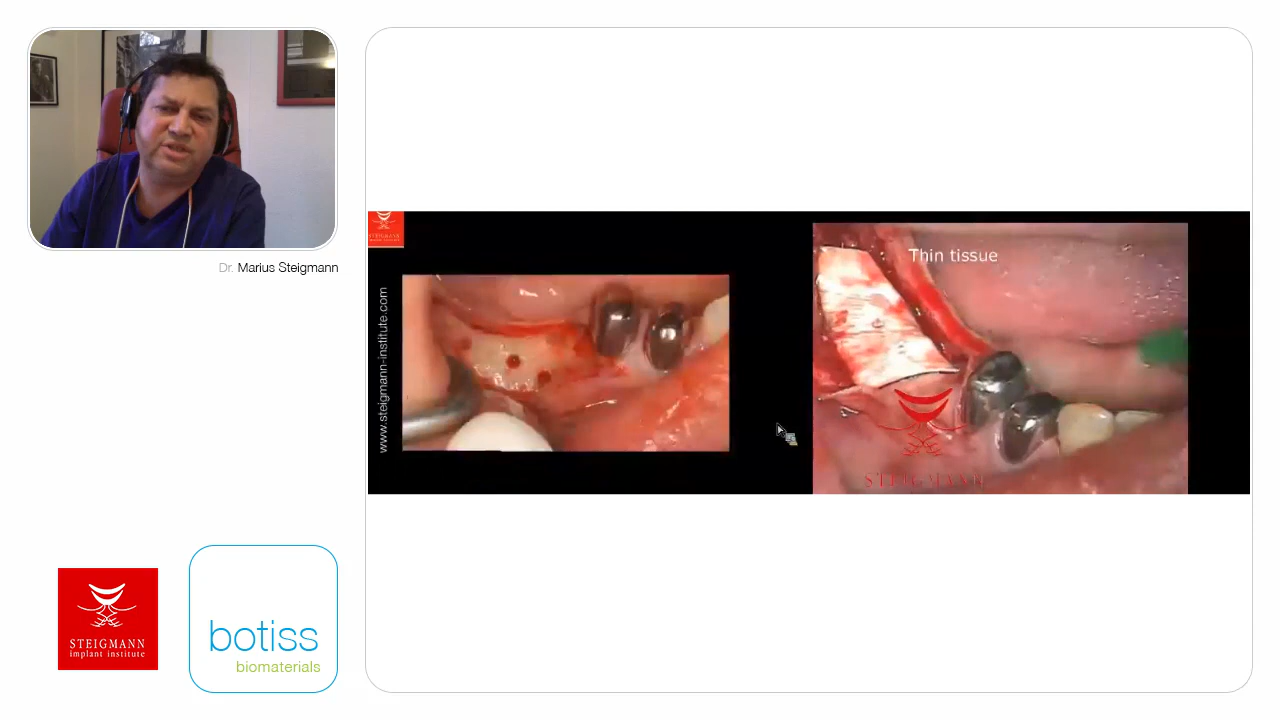 Dr. Marius Steigmann
STEIGMANN
implant institute
botiss
biomaterials
www.steigmann-institute.com
Thin tissue
STEIGMANN